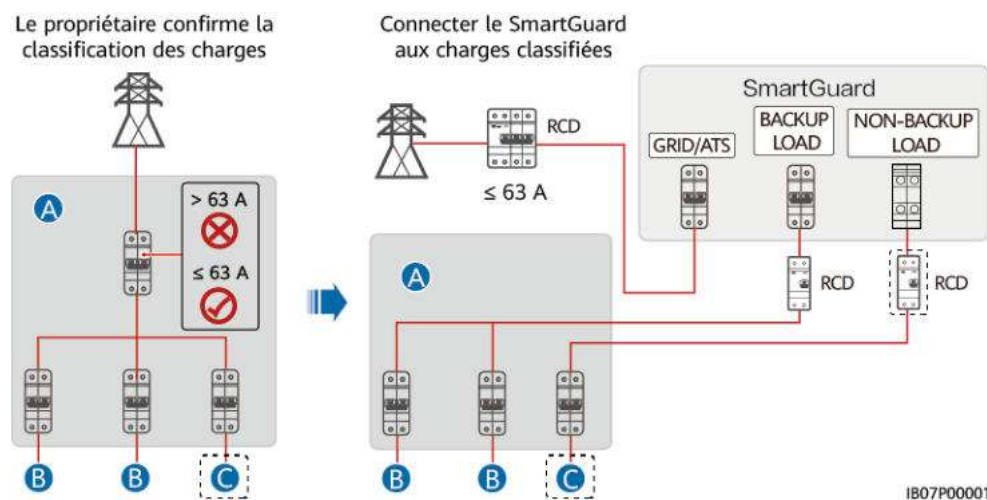 Le propriétaire confirme la
classification des charges
Connecter le SmartGuard
aux charges classifiées
A
> 63 A
≤ 63 A
B
B
C
RCD
≤ 63 A
SmartGuard
GRID/ATS
BACKUP
LOAD
NON-BACKUP
LOAD
RCD
RCD
A
B
B
C
IB07P00001